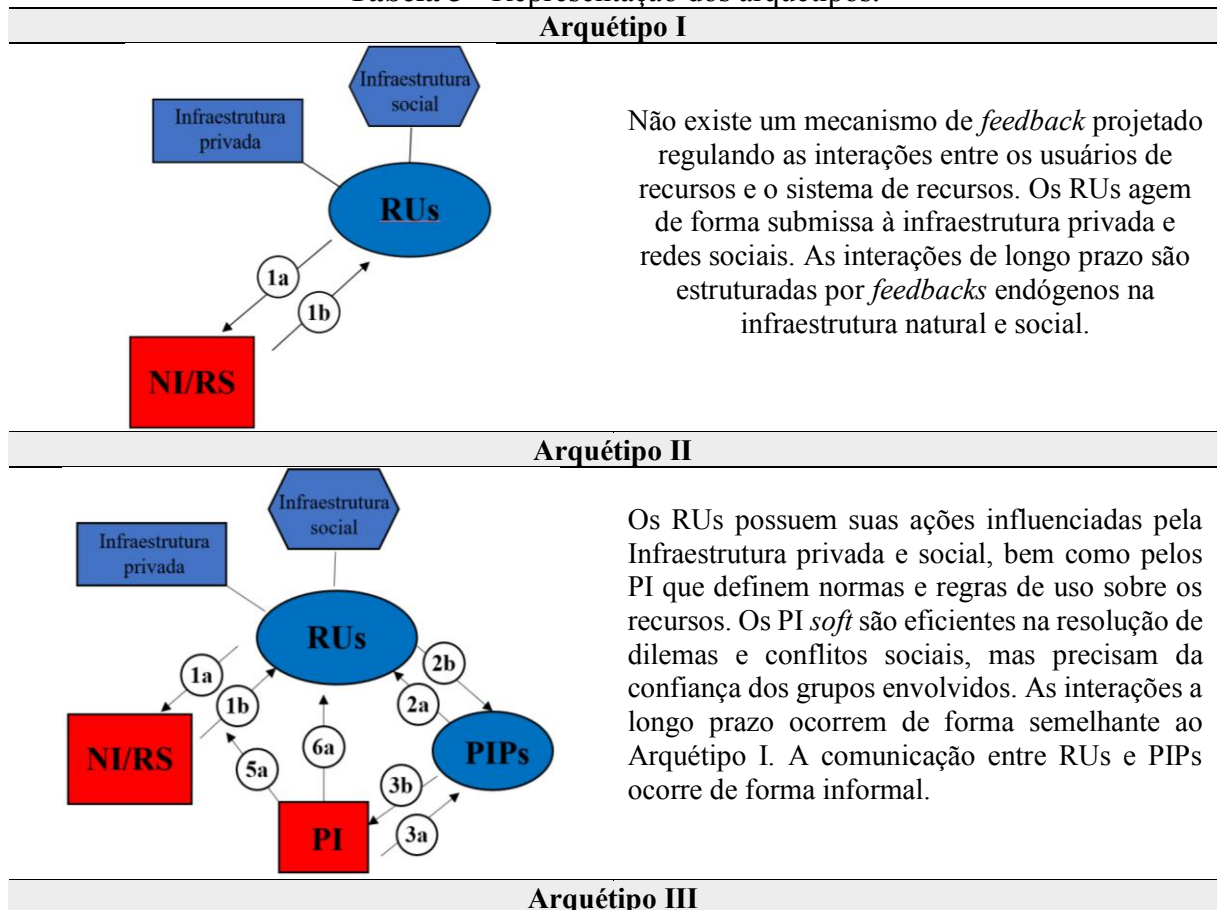 Tabela 3 - Representação dos arquétipos.
Arquétipo I
Infraestrutura
social
Infraestrutura
privada
RUs
1a
1b
NI/RS
Não existe um mecanismo de feedback projetado
regulando as interações entre os usuários de
recursos e o sistema de recursos. Os RUs agem
de forma submissa à infraestrutura privada e
redes sociais. As interações de longo prazo são
estruturadas por feedbacks endógenos na
infraestrutura natural e social.
Arquétipo II
Infraestrutura
social
Infraestrutura
privada
RUs
1a
1b
2b
2a
NI/RS
5a
6a
PIPs
3b
3a
PI
Os RUs possuem suas ações influenciadas pela
Infraestrutura privada e social, bem como pelos
PI que definem normas e regras de uso sobre os
recursos. Os PI soft são eficientes na resolução de
dilemas e conflitos sociais, mas precisam da
confiança dos grupos envolvidos. As interações a
longo prazo ocorrem de forma semelhante ao
Arquétipo I. A comunicação entre RUs e PIPs
ocorre de forma informal.
Arquétipo III